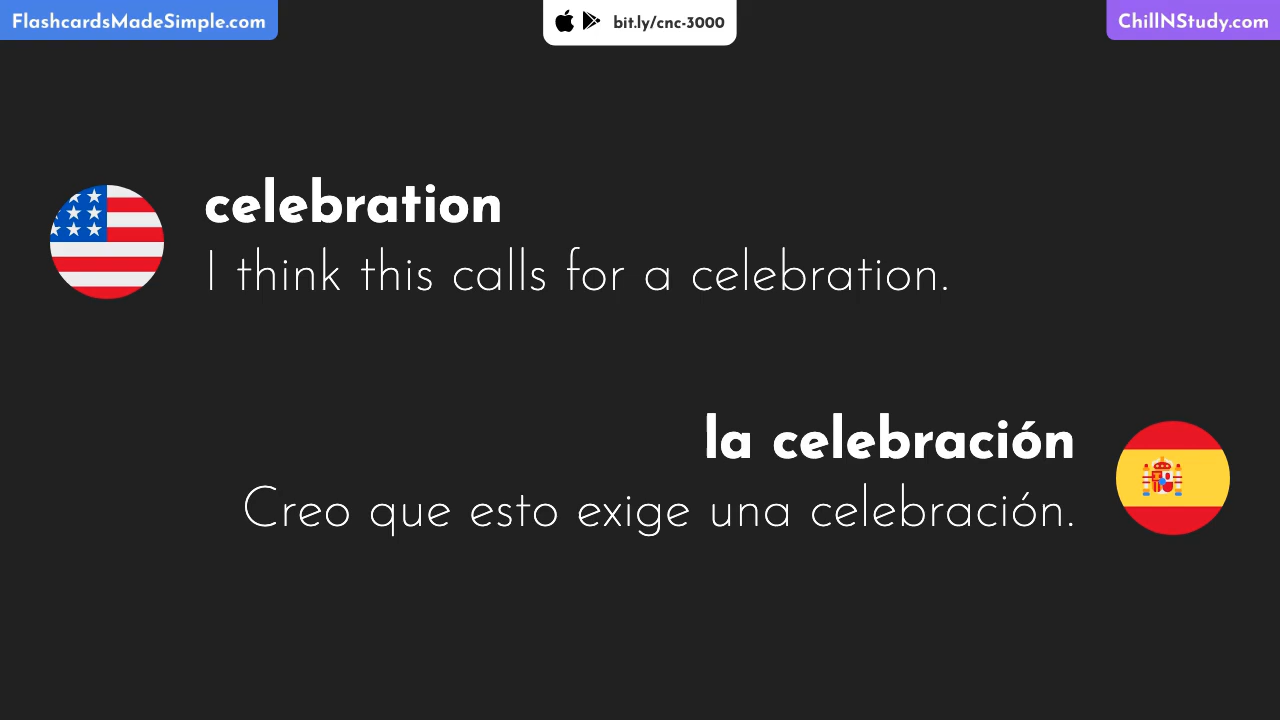 FlashcardsMadeSimple.com
bit.ly/cnc-3000
ChillNStudy.com
celebration
I think this calls for a celebration.
la celebración
Creo que esto exige una celebración.